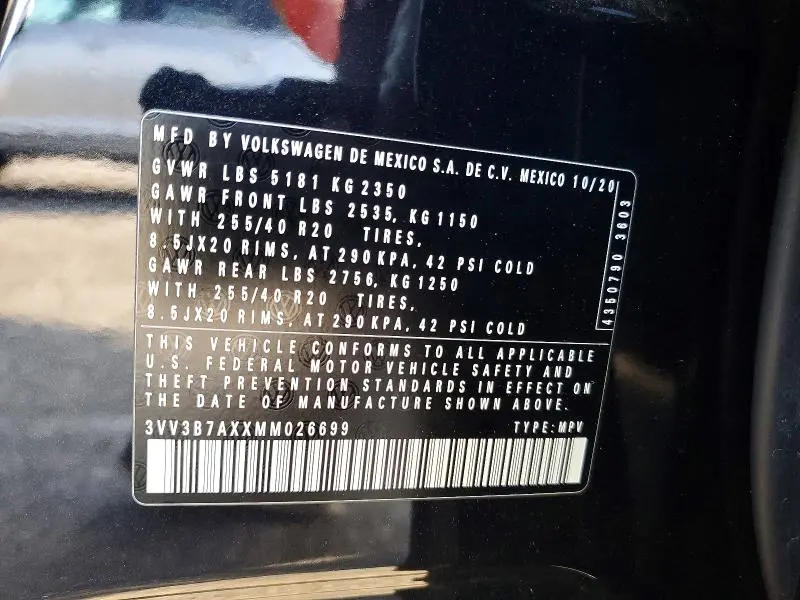 MFD BY VOLKSWAGEN DE MEXICO S.A. DE C.V. MEXICO 10/20
GVWR LBS 5181 KG 2350
GAWR FRONT LBS 2535, KG 1150
WITH 255/40 R20 TIRES,
8.5JX20 RIMS, AT 290 KPA, 42 PSI COLD
GAWR REAR LBS 2756, KG 1250
WITH 255/40 R20 TIRES,
8.5JX20 RIMS, AT 290 KPA, 42 PSI COLD
4350790 3603
THIS VEHICLE CONFORMS TO ALL APPLICABLE
U.S. FEDERAL MOTOR VEHICLE SAFETY AND
THEFT PREVENTION STANDARDS IN EFFECT ON
THE DATE OF MANUFACTURE SHOWN ABOVE.
3VV3B7AXXMM026699 TYPE: MPV